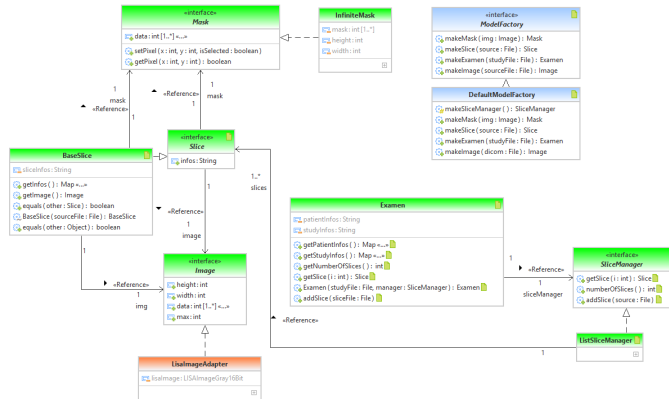 «interface»
Mask
data: int [1..*] «...»
setPixel ( x : int, y : int, isSelected : boolean )
getPixel ( x : int, y : int ) : boolean
InfiniteMask
mask: int [1..*]
height: int
width: int
«interface»
ModelFactory
makeMask ( img : Image ) : Mask
makeSlice ( source : File ) : Slice
makeExamen ( studyFile : File ) : Examen
makeImage ( sourceFile : File ) : Image
DefaultModelFactory
makeSliceManager ( ) : SliceManager
makeMask ( img : Image ) : Mask
makeSlice ( source : File ) : Slice
makeExamen ( studyFile : File ) : Examen
makeImage ( dicom : File ) : Image
1
mask
«Reference»
1
«Reference»
1
mask
1
BaseSlice
sliceInfos: String
getInfos ( ) : Map «...»
getImage ( ) : Image
equals ( other : Slice ) : boolean
BaseSlice ( sourceFile : File ) : BaseSlice
equals ( other : Object ) : boolean
«interface»
Slice
infos: String
1..*
slices
1
«Reference»
1
image
1
«Reference»
1
img
«interface»
Image
height: int
width: int
data: int [1..*] «...»
max: int
LisaImageAdapter
lisaImage: LISAImageGray16Bit
Examen
patientInfos: String
studyInfos: String
getPatientInfos ( ) : Map «...»
getStudyInfos ( ) : Map «...»
getNumberOfSlices ( ) : int
getSlice ( i : int ) : Slice
Examen ( studyFile : File, manager : SliceManager ) : Examen
addSlice ( sliceFile : File )
1
«Reference»
1
sliceManager
«interface»
SliceManager
getSlice ( i : int ) : Slice
numberOfSlices ( ) : int
addSlice ( source : File )
«Reference»
1
ListSliceManager